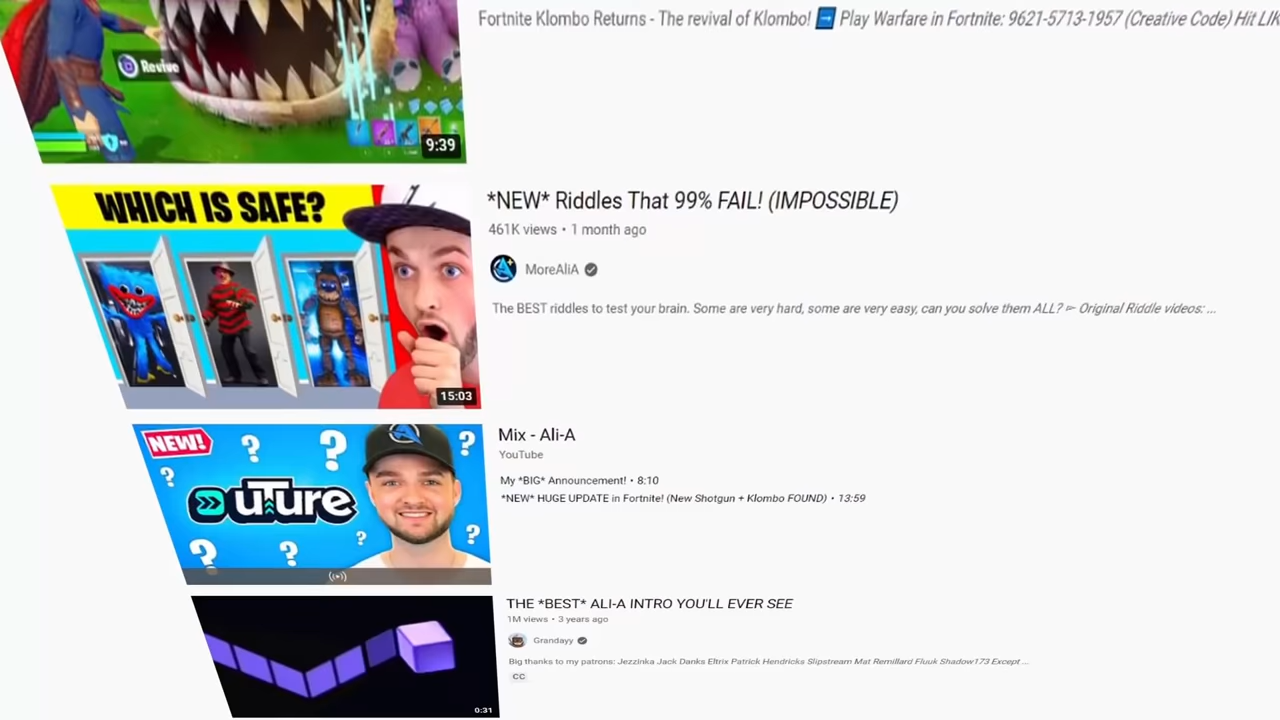 Fortnite Klombo Returns - The revival of Klombo! ➡ Play Warfare in Fortnite: 9621-5713-1957 (Creative Code) Hit LIK
Revive
9:39
WHICH IS SAFE?
15:03
*NEW* Riddles That 99% FAIL! (IMPOSSIBLE)
461K views • 1 month ago
MoreAliA
The BEST riddles to test your brain. Some are very hard, some are very easy, can you solve them ALL? ► Original Riddle videos: ...
NEW!
? ? ? ? ? ? ? ?
outure
Mix - Ali-A
YouTube
My *BIG* Announcement! • 8:10
*NEW* HUGE UPDATE in Fortnite! (New Shotgun + Klombo FOUND) • 13:59
0:31
THE *BEST* ALI-A INTRO YOU'LL EVER SEE
1M views • 3 years ago
Grandayy
Big thanks to my patrons: Jezzinka Jack Danks Eltrix Patrick Hendricks Slipstream Mat Remillard Fluuk Shadow173 Except ...
CC